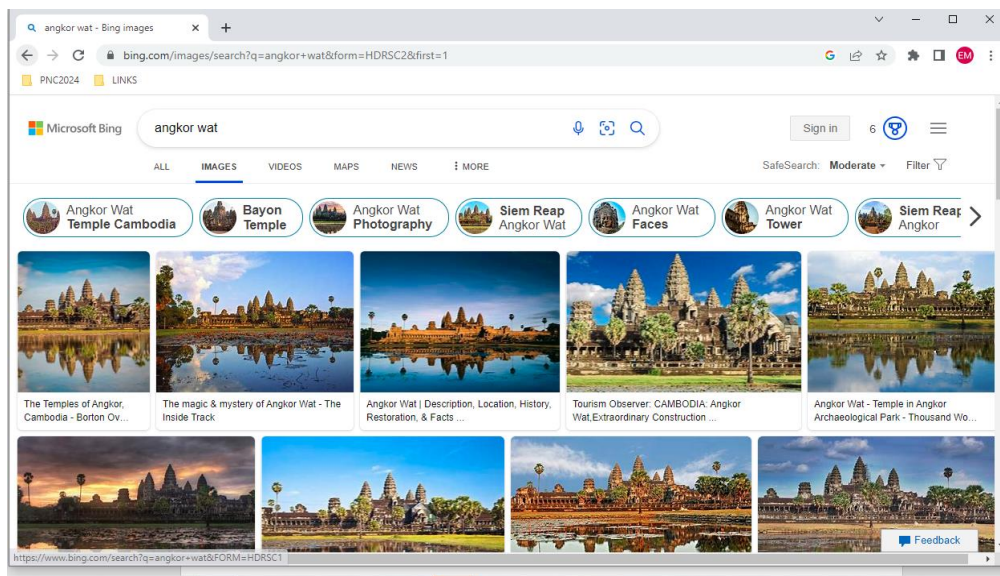 angkor wat - Bing images
bing.com/images/search?q=angkor+wat&form=HDRSC2&first=1
EM
PNC2024 LINKS
Microsoft Bing
angkor wat
Sign in
6
ALL IMAGES VIDEOS MAPS NEWS MORE
SafeSearch: Moderate Filter
Angkor Wat
Temple Cambodia
Bayon
Temple
Angkor Wat
Photography
Siem Reap
Angkor Wat
Angkor Wat
Faces
Angkor Wat
Tower
Siem Reap
Angkor
The Temples of Angkor,
Cambodia - Borton Ov...
The magic & mystery of Angkor Wat - The
Inside Track
Angkor Wat | Description, Location, History,
Restoration, & Facts ...
Tourism Observer: CAMBODIA: Angkor
Wat,Extraordinary Construction ...
Angkor Wat - Temple in Angkor
Archaeological Park - Thousand Wo...
Feedback
https://www.bing.com/search?q=angkor+wat&FORM=HDRSC1